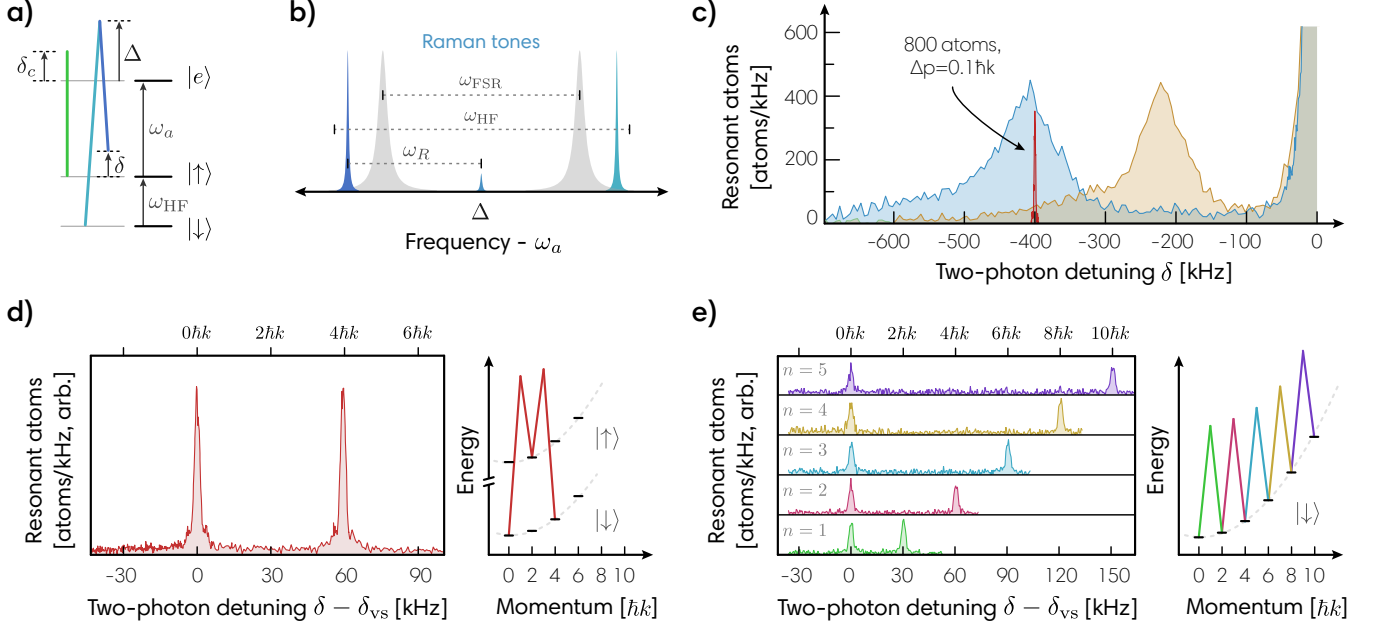 a)
δc
Δ
|e⟩
ωa
δ
|↑⟩
ωHF
|↓⟩
b)
Raman tones
ωFSR
ωHF
ωR
Δ
Frequency - ωa
c)
Resonant atoms
[atoms/kHz]
600
400
200
0
800 atoms,
Δp=0.1ħk
-600
-500
-400
-300
-200
-100
0
Two-photon detuning δ [kHz]
d)
0ħk
2ħk
4ħk
6ħk
Resonant atoms
[atoms/kHz, arb.]
-30
0
30
60
90
Two-photon detuning δ − δvs [kHz]
Energy
|↑⟩
|↓⟩
0 2 4 6 8 10
Momentum [ħk]
e)
0ħk
2ħk
4ħk
6ħk
8ħk
10ħk
Resonant atoms
[atoms/kHz, arb.]
n = 5
n = 4
n = 3
n = 2
n = 1
-30
0
30
60
90
120
150
Two-photon detuning δ − δvs [kHz]
Energy
|↓⟩
0 2 4 6 8 10
Momentum [ħk]